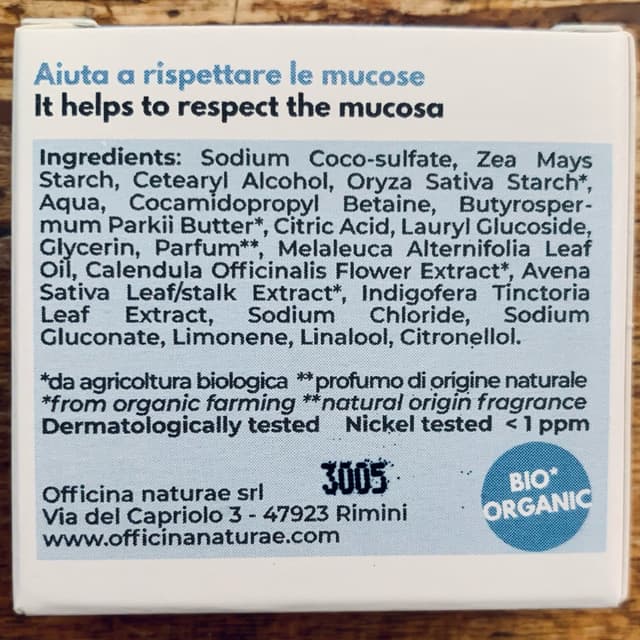 Aiuta a rispettare le mucose
It helps to respect the mucosa
Ingredients: Sodium Coco-sulfate, Zea Mays
Starch, Cetearyl Alcohol, Oryza Sativa Starch*,
Aqua, Cocamidopropyl Betaine, Butyrosper-
mum Parkii Butter*, Citric Acid, Lauryl Glucoside,
Glycerin, Parfum**, Melaleuca Alternifolia Leaf
Oil, Calendula Officinalis Flower Extract*, Avena
Sativa Leaf/stalk Extract*, Indigofera Tinctoria
Leaf Extract, Sodium Chloride, Sodium
Gluconate, Limonene, Linalool, Citronellol.
*da agricoltura biologica **profumo di origine naturale
*from organic farming **natural origin fragrance
Dermatologically tested Nickel tested < 1 ppm
3005
Officina naturae srl
Via del Capriolo 3 - 47923 Rimini
www.officinanaturae.com
BIO*
ORGANIC